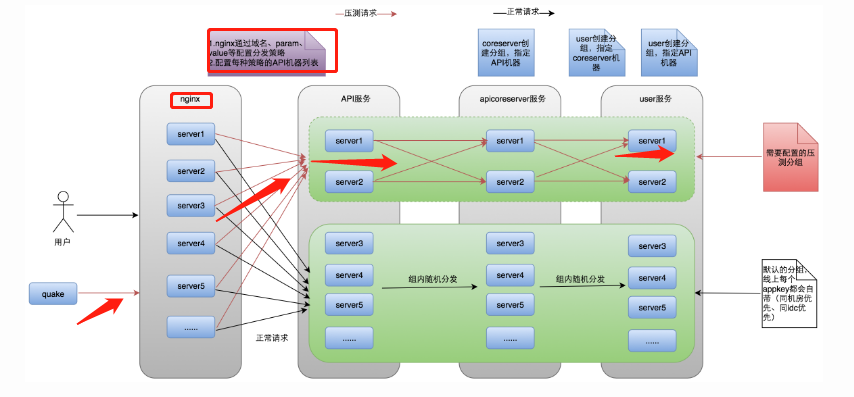 压测请求
正常请求
1.nginx通过域名、param、
value等配置分发策略
2.配置每种策略的API机器列表
coreserver创
建分组，指定
API机器
user创建分
组，指定
coreserver机
器
user创建分
组，指定API机
器
nginx
API服务
apicoreserver服务
user服务
server1
server2
server3
server4
server5
......
server1
server2
server3
server4
server5
......
server1
server2
server3
server4
server5
......
server1
server2
server3
server4
server5
......
用户
quake
正常请求
组内随机分发
组内随机分发
需要配置的压
测分组
默认的分组，
线上每个
appkey都会自
带（同机房优
先、同idc优
先）